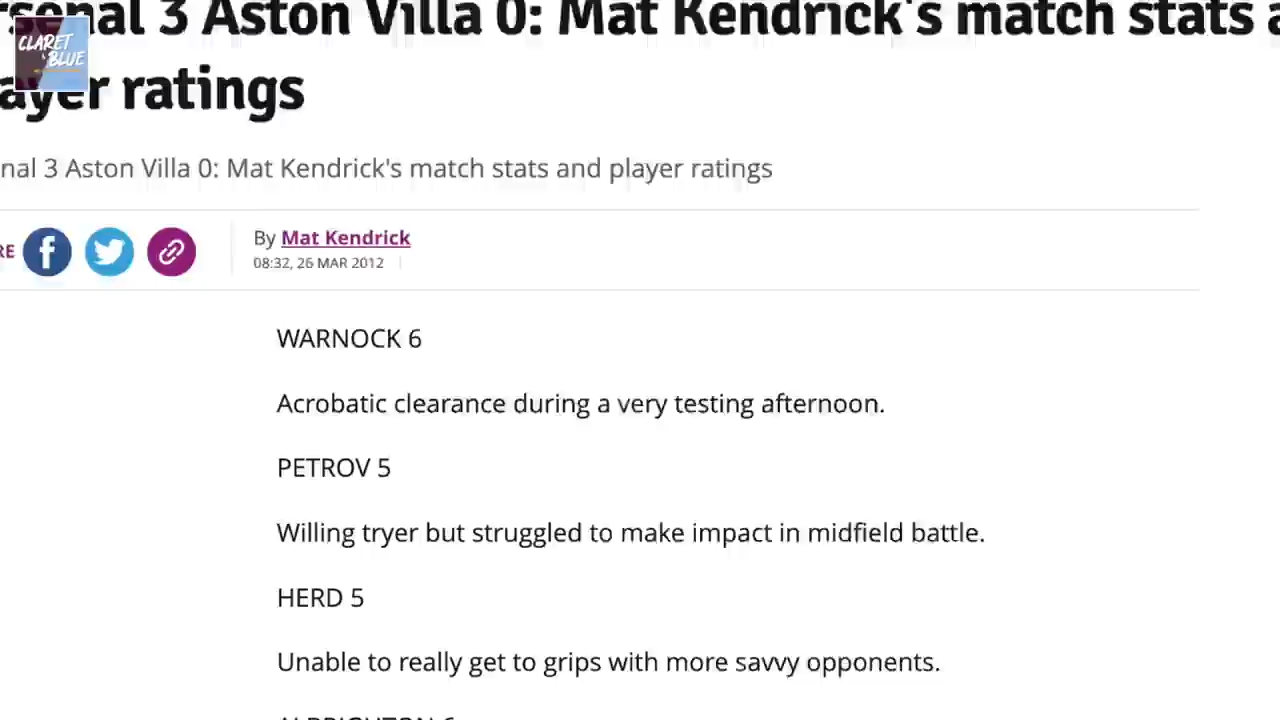 rsenal 3 Aston Villa 0: Mat Kendrick's match stats a
CLARET & BLUE
ayer ratings
nal 3 Aston Villa 0: Mat Kendrick's match stats and player ratings
RE
By Mat Kendrick
08:32, 26 MAR 2012
WARNOCK 6
Acrobatic clearance during a very testing afternoon.
PETROV 5
Willing tryer but struggled to make impact in midfield battle.
HERD 5
Unable to really get to grips with more savvy opponents.
ALBRIGHTON 6